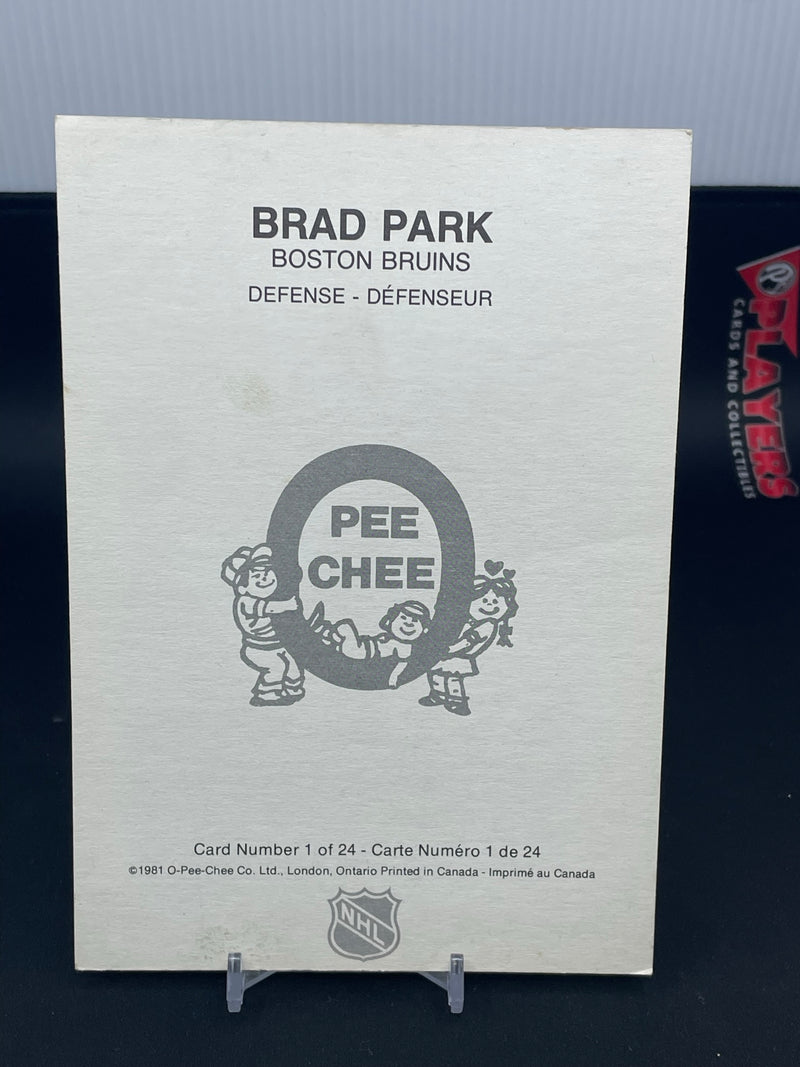 BRAD PARK
BOSTON BRUINS
DEFENSE - DÉFENSEUR
PEE
CHEE
Card Number 1 of 24 - Carte Numéro 1 de 24
©1981 O-Pee-Chee Co. Ltd., London, Ontario Printed in Canada - Imprimé au Canada
NHL
PLAYERS
CARDS AND COLLECTIBLES